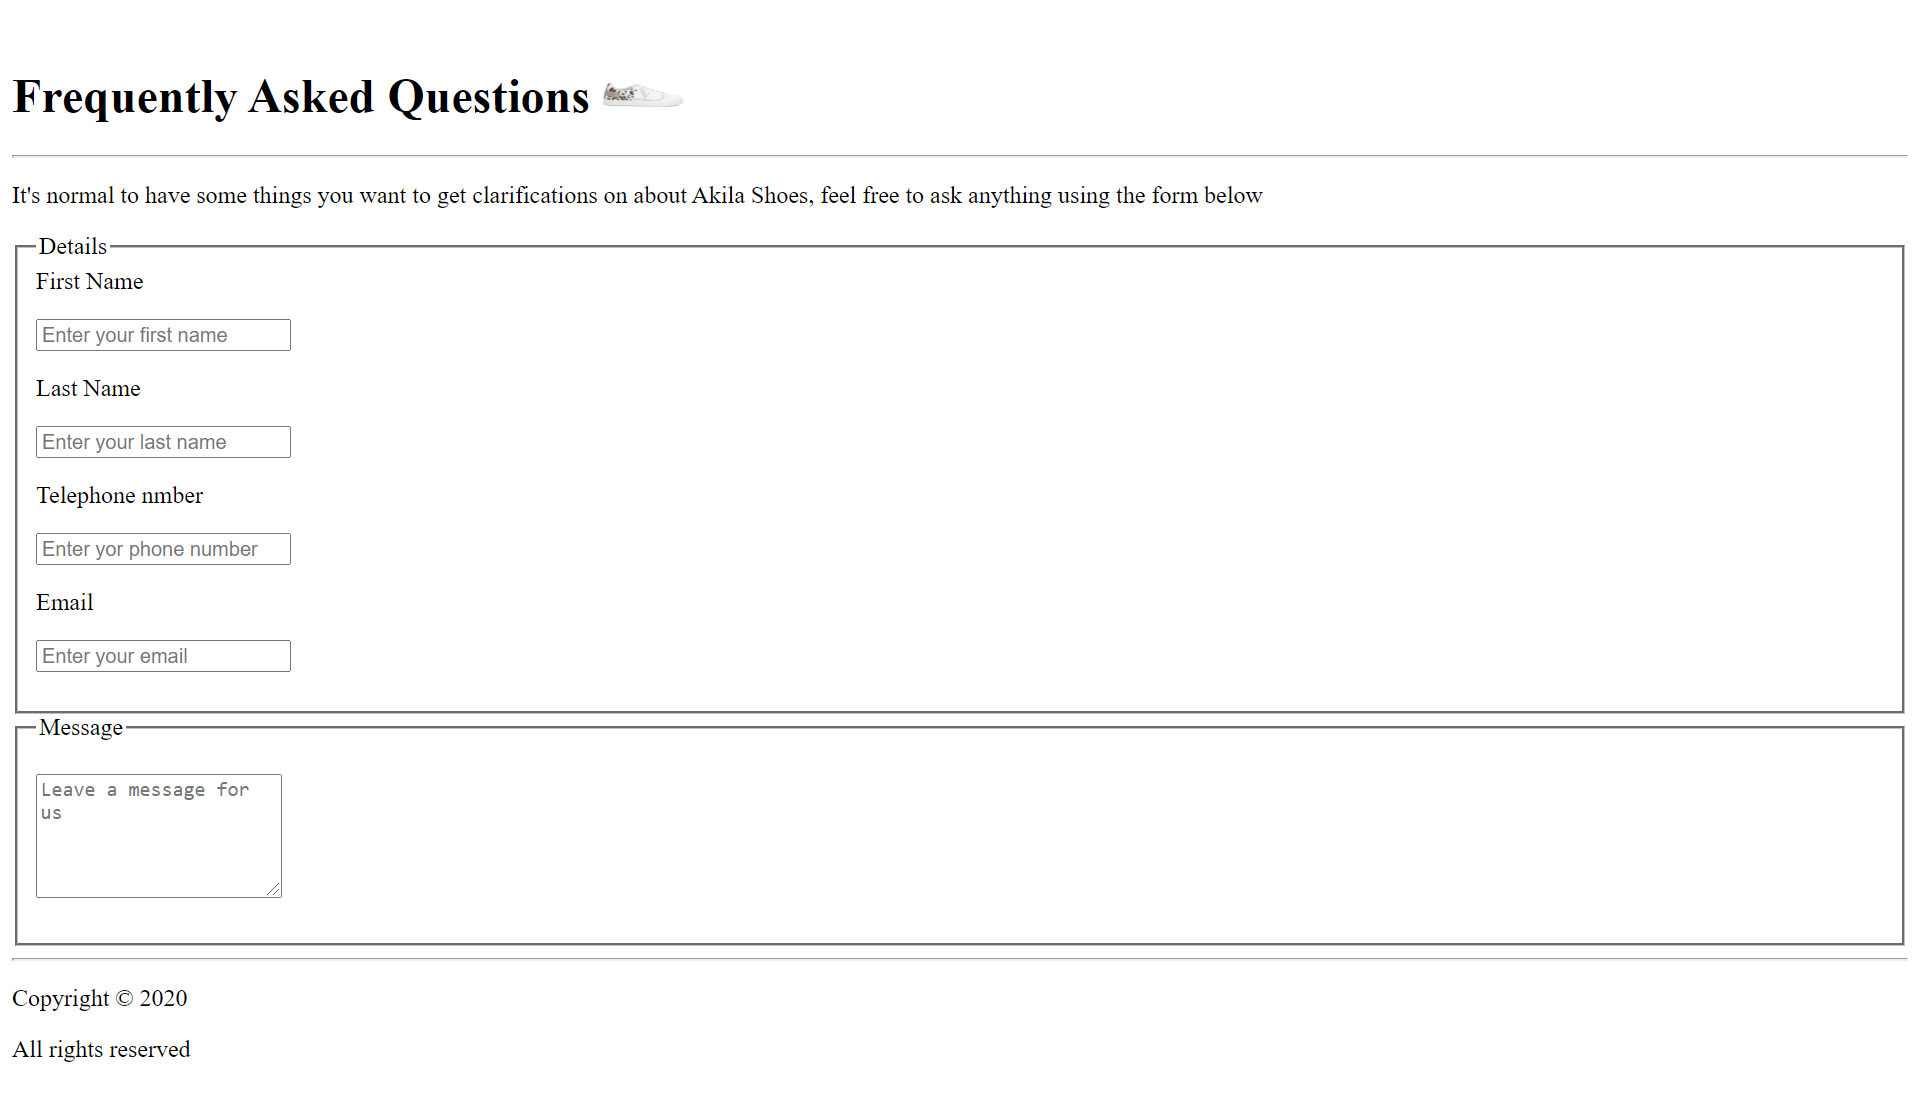 Frequently Asked Questions
It's normal to have some things you want to get clarifications on about Akila Shoes, feel free to ask anything using the form below
Details
First Name
Enter your first name
Last Name
Enter your last name
Telephone nmber
Enter yor phone number
Email
Enter your email
Message
Leave a message for
us
Copyright © 2020
All rights reserved